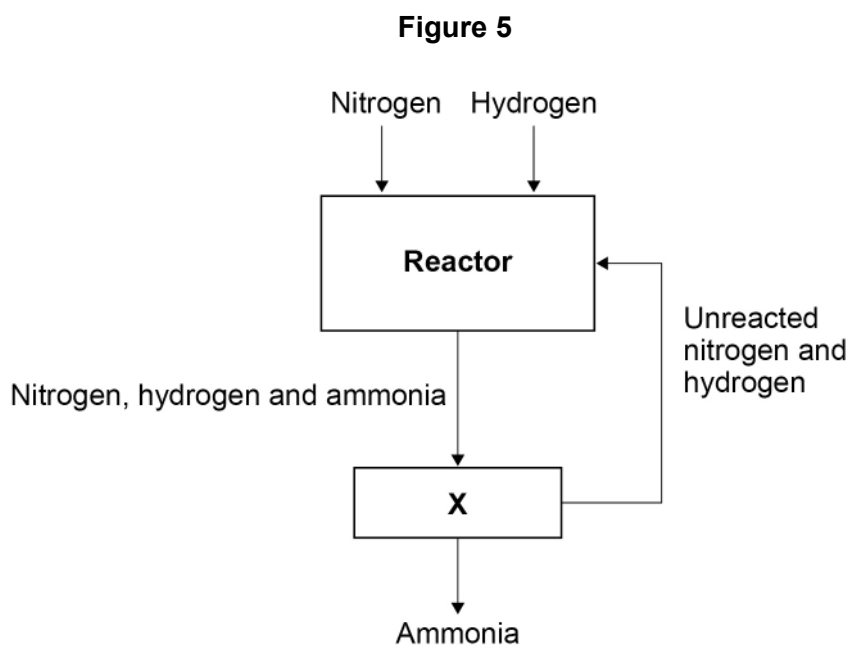 Figure 5
Nitrogen Hydrogen
Reactor
Unreacted
nitrogen and
hydrogen
Nitrogen, hydrogen and ammonia
X
Ammonia